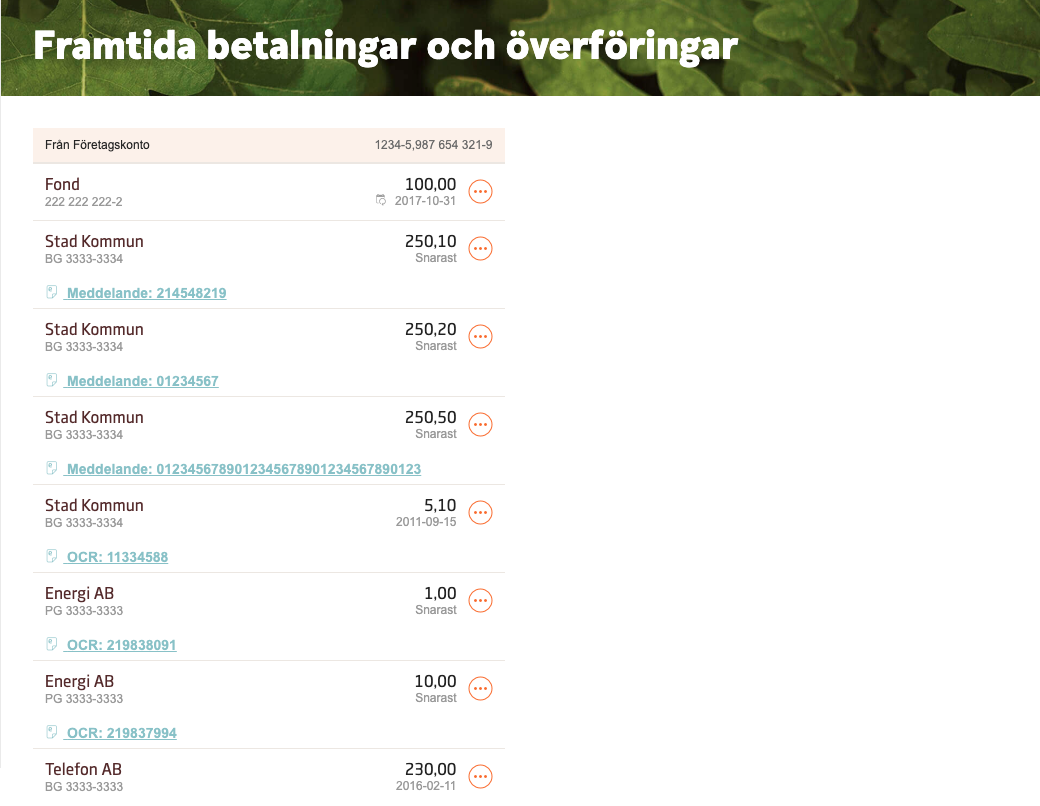 Framtida betalningar och överföringar
Från Företagskonto 1234-5,987 654 321-9
Fond 100,00
222 222 222-2 2017-10-31
Stad Kommun 250,10
BG 3333-3334 Snarast
Meddelande: 214548219
Stad Kommun 250,20
BG 3333-3334 Snarast
Meddelande: 01234567
Stad Kommun 250,50
BG 3333-3334 Snarast
Meddelande: 0123456789012345678901234567890123
Stad Kommun 5,10
BG 3333-3334 2011-09-15
OCR: 11334588
Energi AB 1,00
PG 3333-3333 Snarast
OCR: 219838091
Energi AB 10,00
PG 3333-3333 Snarast
OCR: 219837994
Telefon AB 230,00
BG 3333-3333 2016-02-11